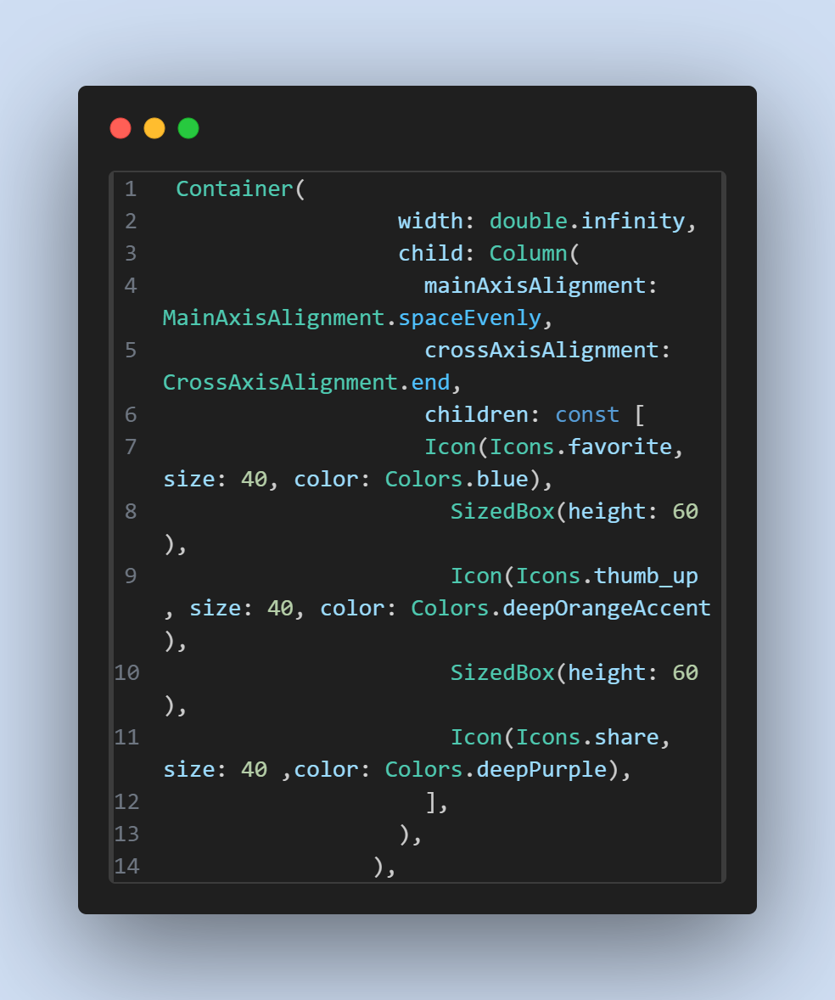 1 Container(
2 width: double.infinity,
3 child: Column(
4 mainAxisAlignment:
MainAxisAlignment.spaceEvenly,
5 crossAxisAlignment:
CrossAxisAlignment.end,
6 children: const [
7 Icon(Icons.favorite,
size: 40, color: Colors.blue),
8 SizedBox(height: 60
),
9 Icon(Icons.thumb_up
, size: 40, color: Colors.deepOrangeAccent
),
10 SizedBox(height: 60
),
11 Icon(Icons.share,
size: 40 ,color: Colors.deepPurple),
12 ],
13 ),
14 ),